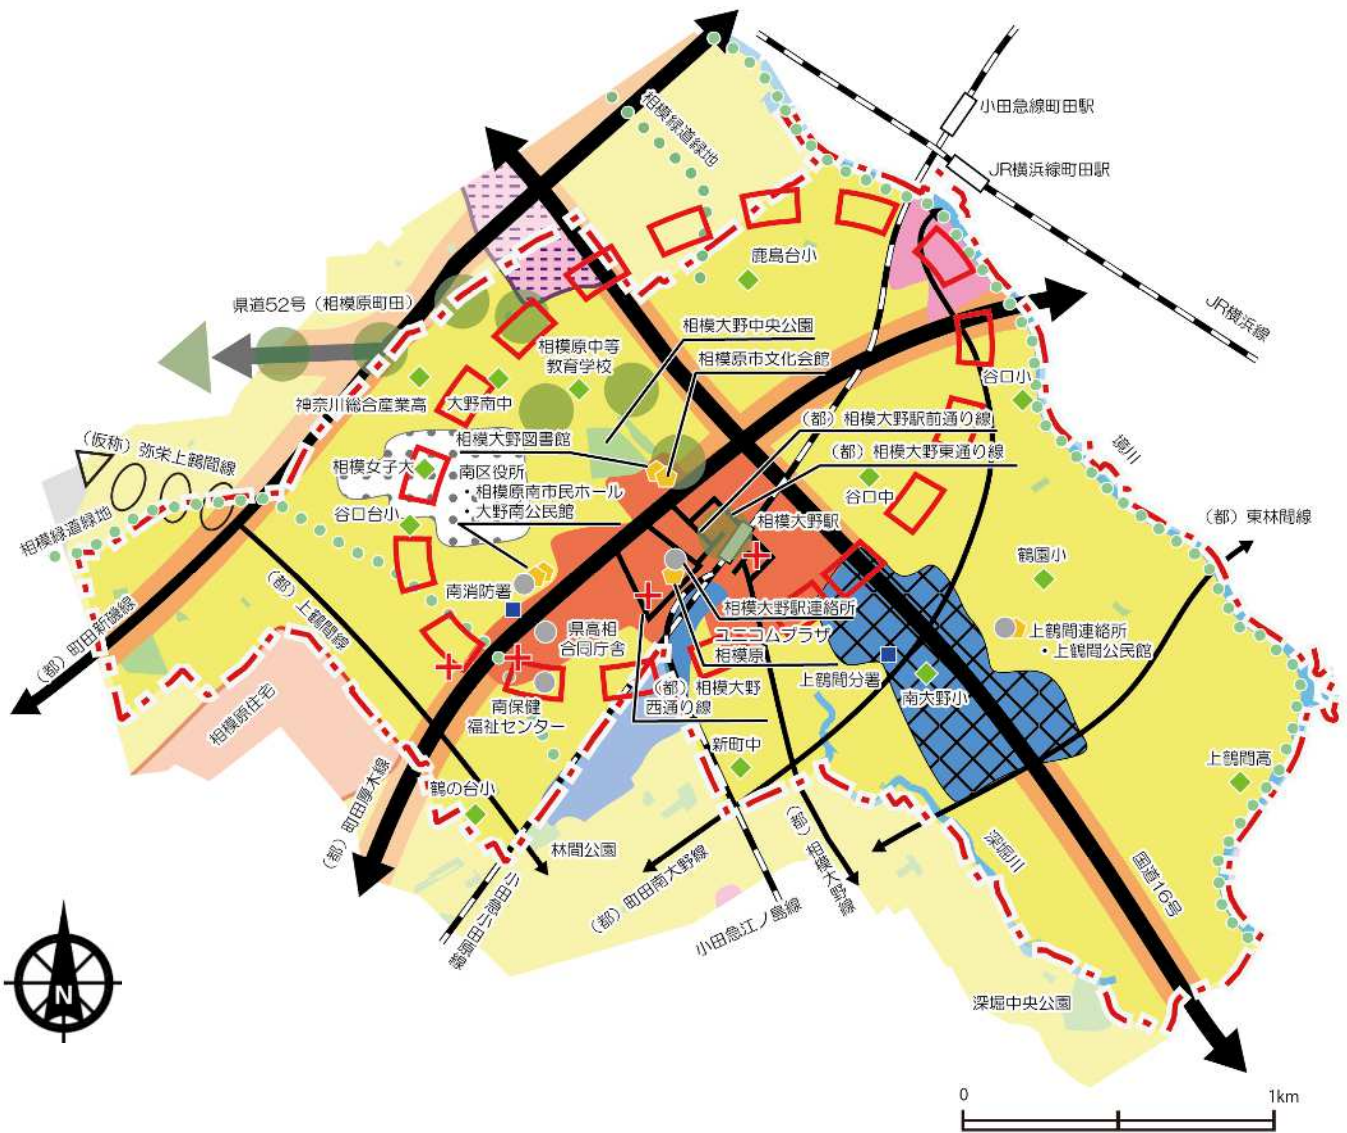 小田急線町田駅
相模緑道緑地
JR横浜線町田駅
鹿島台小
県道52号（相模原町田）
JR横浜線
相模大野中央公園
相模原中等
教育学校
相模原市文化会館
谷口小
神奈川総合産業高
大野南中
（都）相模大野駅前通り線
（仮称）弥栄上鶴間線
相模大野図書館
（都）相模大野東通り線
境川
相模女子大
南区役所
・相模原南市民ホール
・大野南公民館
谷口中
谷口台小
相模大野駅
（都）東林間線
相模緑道緑地
鶴園小
（都）上鶴間線
南消防署
相模大野駅連絡所
県高相
合同庁舎
ユニコムプラザ
相模原
上鶴間連絡所
・上鶴間公民館
（都）町田新磯線
上鶴間分署
（都）相模大野
西通り線
南大野小
相模原住宅
南保健
福祉センター
新町中
上鶴間高
（都）町田厚木線
鶴の台小
林間公園
（都）町田南大野線
（都）相模大野線
深堀川
国道16号
小田急小田原線
小田急江ノ島線
深堀中央公園
N
0
1km